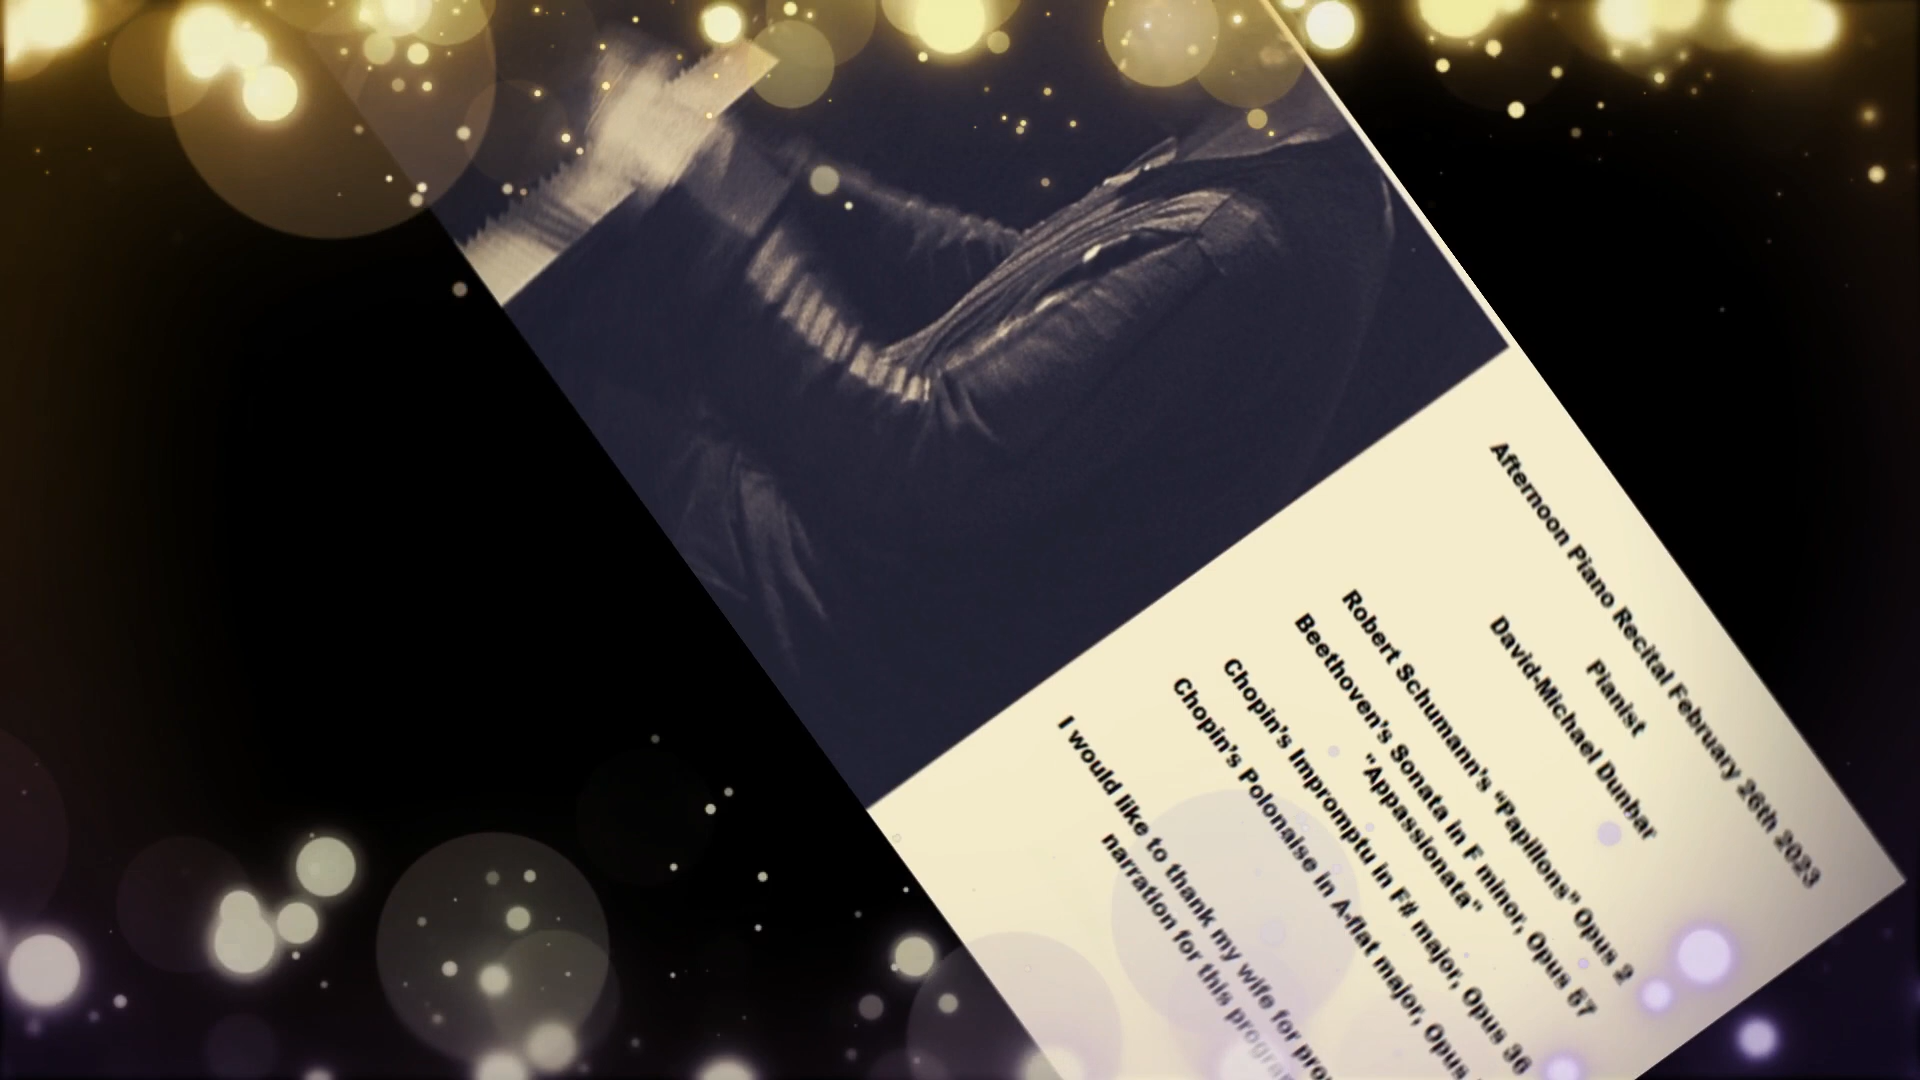 Afternoon Piano Recital February 26th 2023
Pianist
David-Michael Dunbar
Robert Schumann's "Papillons" Opus 2
Beethoven's Sonata in F minor, Opus 57
"Appassionata"
Chopin's Impromptu in F# major, Opus 36
Chopin's Polonaise in A-flat major, Opus
I would like to thank my wife for
narration for this